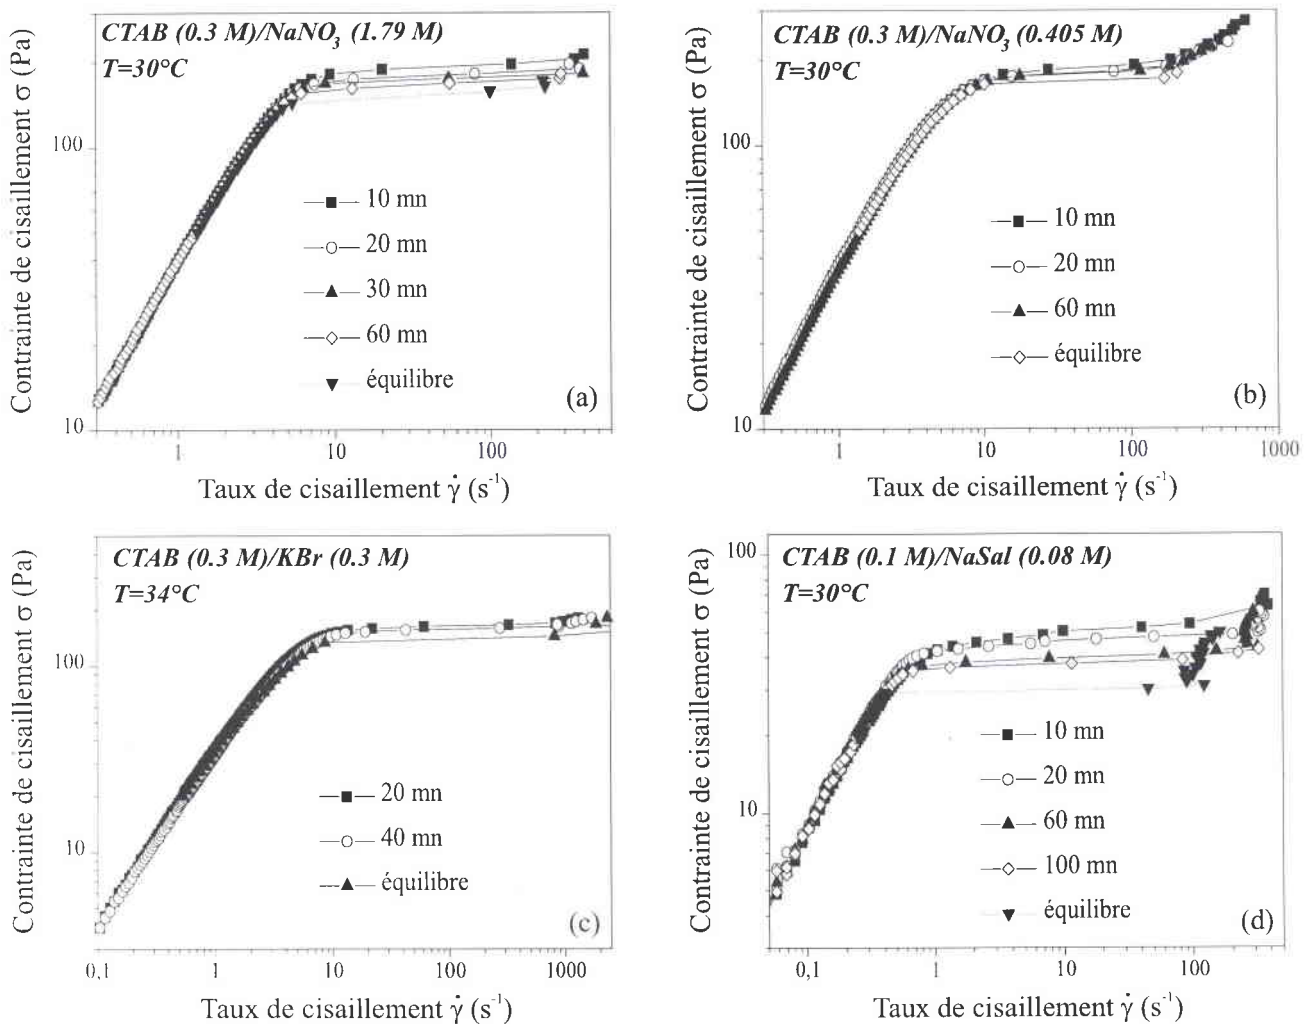 CTAB (0.3 M)/NaNO3 (1.79 M)
T=30°C
Contrainte de cisaillement σ (Pa)
100
10
10 mn
20 mn
30 mn
60 mn
équilibre
(a)
1
10
100
Taux de cisaillement γ̇ (s-1)
CTAB (0.3 M)/NaNO3 (0.405 M)
T=30°C
Contrainte de cisaillement σ (Pa)
100
10
10 mn
20 mn
60 mn
équilibre
(b)
1
10
100
1000
Taux de cisaillement γ̇ (s-1)
CTAB (0.3 M)/KBr (0.3 M)
T=34°C
Contrainte de cisaillement σ (Pa)
100
10
20 mn
40 mn
équilibre
(c)
0,1
1
10
100
1000
Taux de cisaillement γ̇ (s-1)
CTAB (0.1 M)/NaSal (0.08 M)
T=30°C
Contrainte de cisaillement σ (Pa)
100
10
10 mn
20 mn
60 mn
100 mn
équilibre
(d)
0,1
1
10
100
Taux de cisaillement γ̇ (s-1)